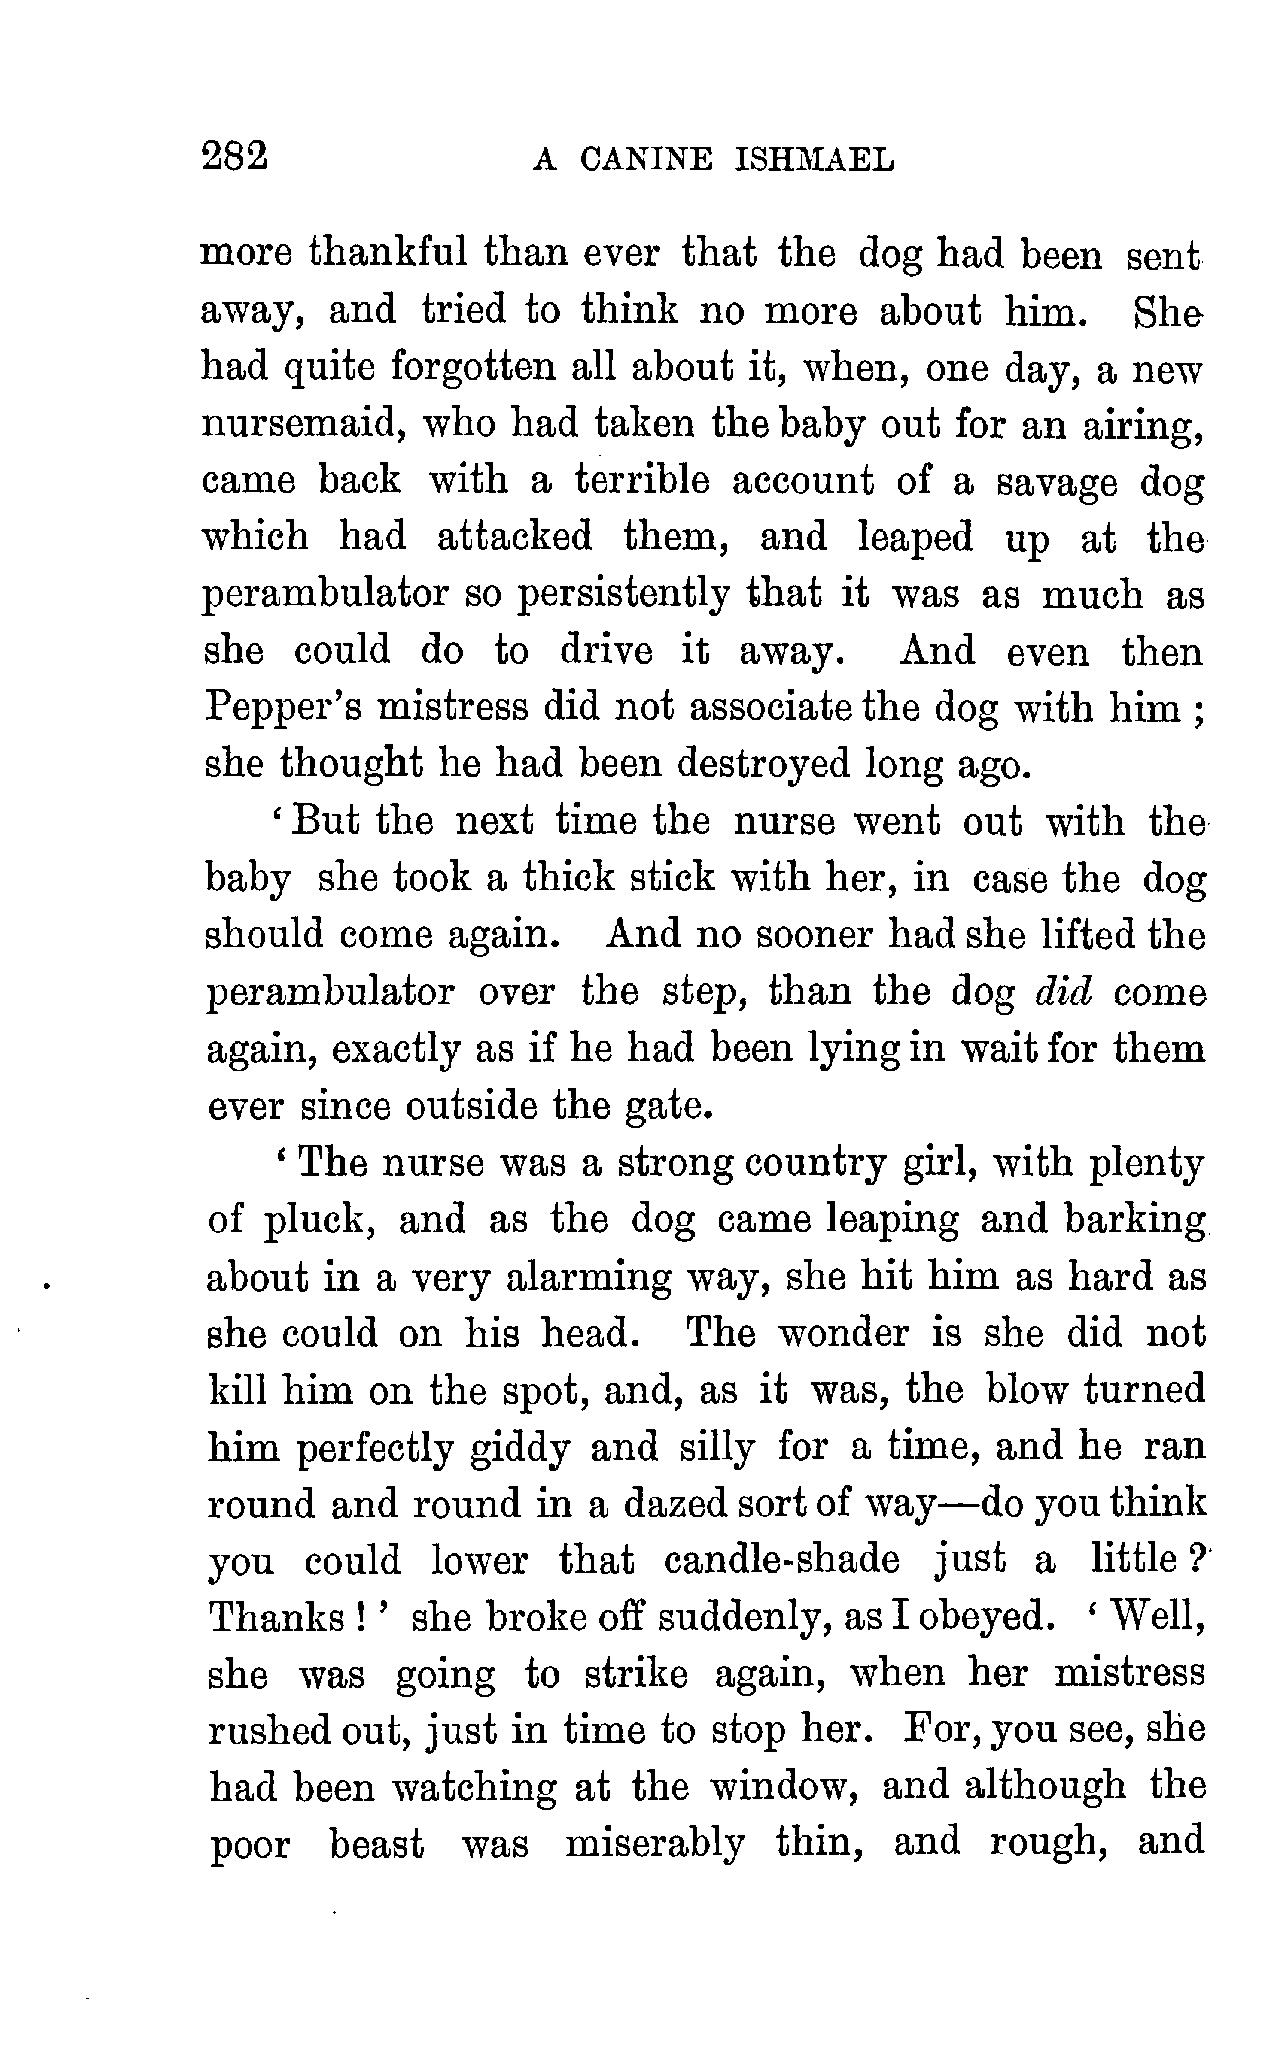 282 A CANINE ISHMAEL
more thankful than ever that the dog had been sent
away, and tried to think no more about him. She
had quite forgotten all about it, when, one day, a new
nursemaid, who had taken the baby out for an airing,
came back with a terrible account of a savage dog
which had attacked them, and leaped up at the
perambulator so persistently that it was as much as
she could do to drive it away. And even then
Pepper's mistress did not associate the dog with him ;
she thought he had been destroyed long ago.
‘ But the next time the nurse went out with the
baby she took a thick stick with her, in case the dog
should come again. And no sooner had she lifted the
perambulator over the step, than the dog did come
again, exactly as if he had been lying in wait for them
ever since outside the gate.
‘ The nurse was a strong country girl, with plenty
of pluck, and as the dog came leaping and barking
about in a very alarming way, she hit him as hard as
she could on his head. The wonder is she did not
kill him on the spot, and, as it was, the blow turned
him perfectly giddy and silly for a time, and he ran
round and round in a dazed sort of way—do you think
you could lower that candle-shade just a little ?
Thanks ! ’ she broke off suddenly, as I obeyed. ‘ Well,
she was going to strike again, when her mistress
rushed out, just in time to stop her. For, you see, she
had been watching at the window, and although the
poor beast was miserably thin, and rough, and